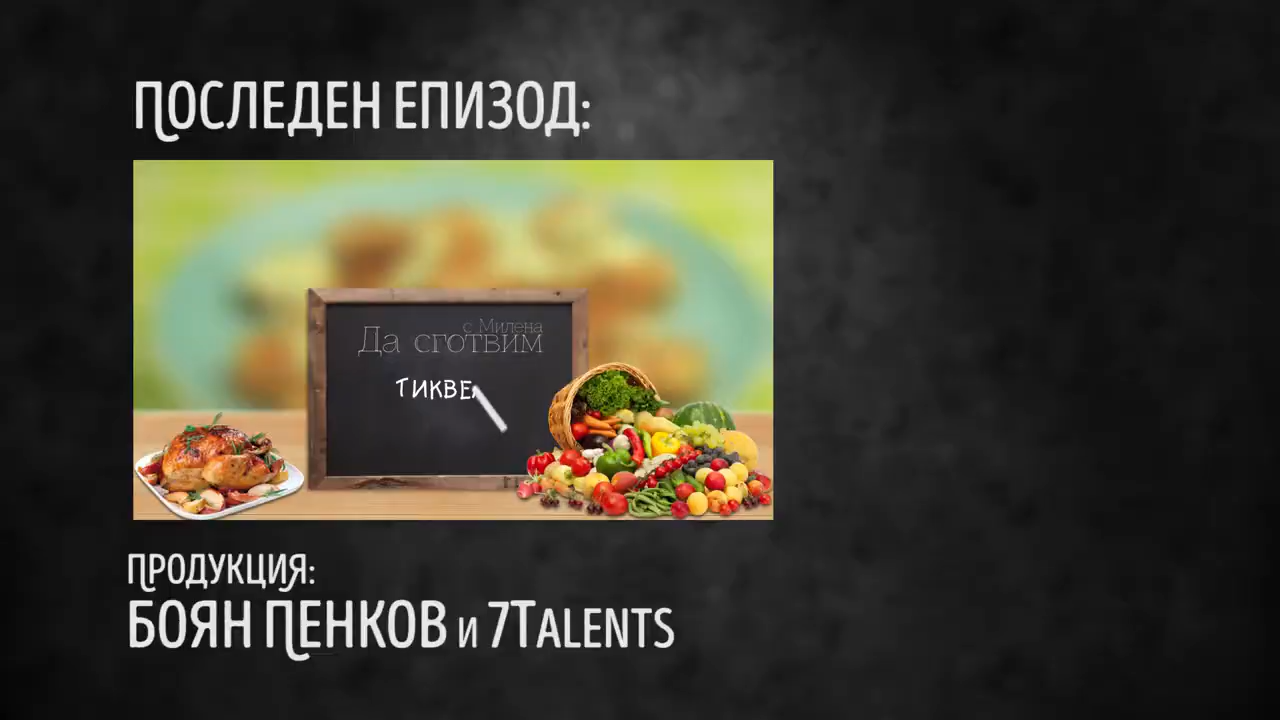 ПОСЛЕДЕН ЕПИЗОД:
с Милена
Да сготвим
ТИКВЕ
ПРОДУКЦИЯ:
БОЯН ПЕНКОВ и 7TALENTS